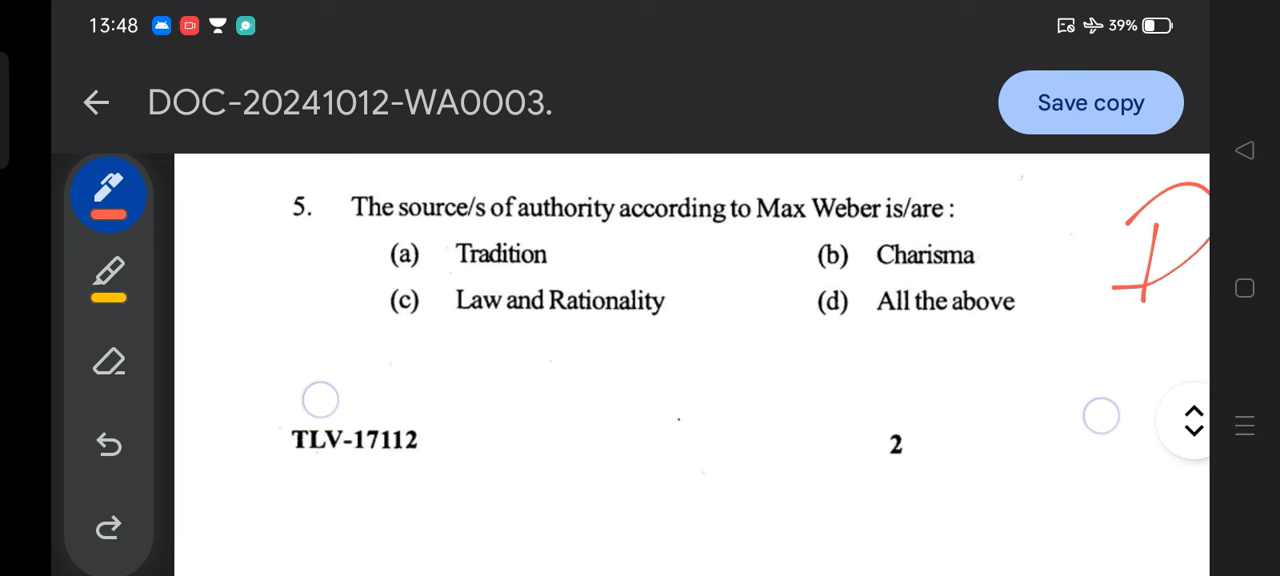 13:48
39%
DOC-20241012-WA0003.
Save copy
5. The source/s of authority according to Max Weber is/are :
(a) Tradition (b) Charisma
(c) Law and Rationality (d) All the above
D
TLV-17112 2